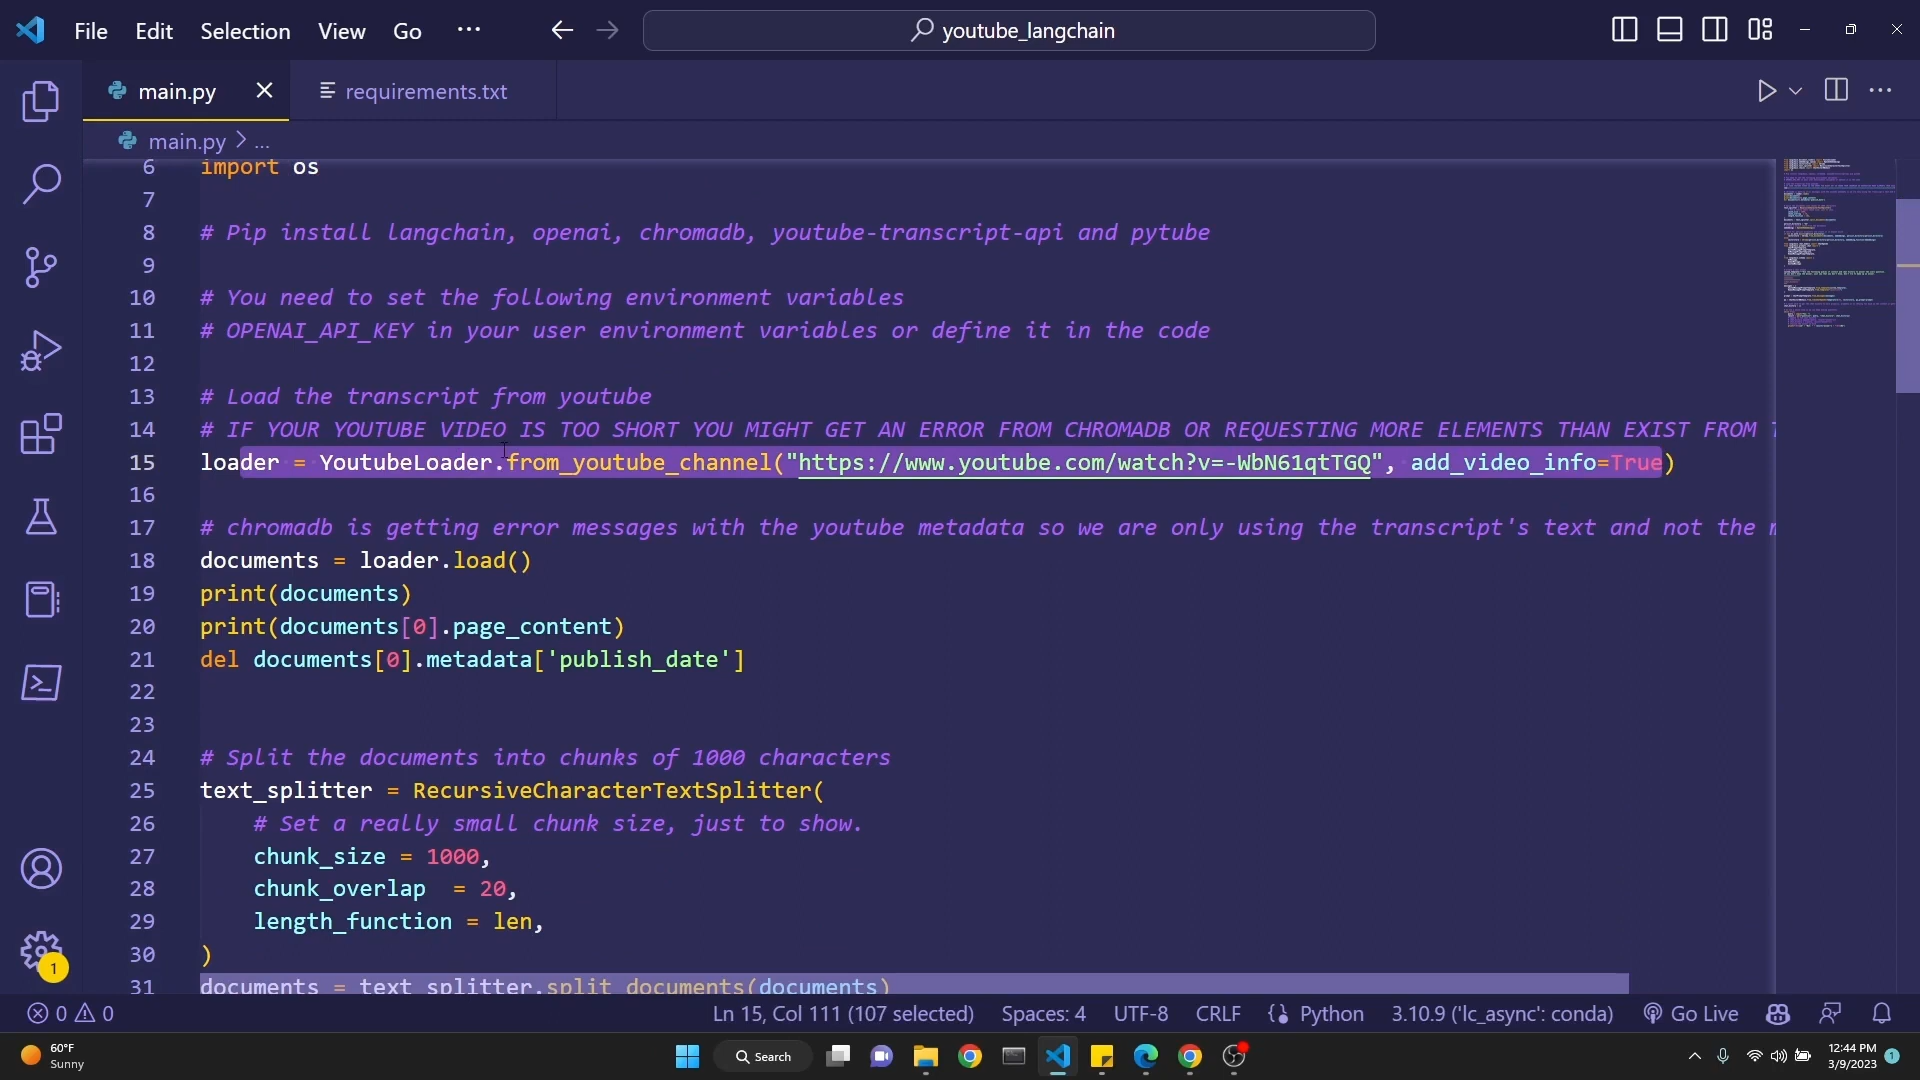 File Edit Selection View Go ··· youtube_langchain
main.py requirements.txt
main.py > ...
6 import os
7
8 # Pip install langchain, openai, chromadb, youtube-transcript-api and pytube
9
10 # You need to set the following environment variables
11 # OPENAI_API_KEY in your user environment variables or define it in the code
12
13 # Load the transcript from youtube
14 # IF YOUR YOUTUBE VIDEO IS TOO SHORT YOU MIGHT GET AN ERROR FROM CHROMADB OR REQUESTING MORE ELEMENTS THAN EXIST FROM
15 loader = YoutubeLoader.from_youtube_channel("https://www.youtube.com/watch?v=-WbN61qtTGQ", add_video_info=True)
16
17 # chromadb is getting error messages with the youtube metadata so we are only using the transcript's text and not the
18 documents = loader.load()
19 print(documents)
20 print(documents[0].page_content)
21 del documents[0].metadata['publish_date']
22
23
24 # Split the documents into chunks of 1000 characters
25 text_splitter = RecursiveCharacterTextSplitter(
26 # Set a really small chunk size, just to show.
27 chunk_size = 1000,
28 chunk_overlap  = 20,
29 length_function = len,
30 )
31 documents = text_splitter.split_documents(documents)
1
0 0 Ln 15, Col 111 (107 selected) Spaces: 4 UTF-8 CRLF Python 3.10.9 ('lc_async': conda) Go Live
60°F
Sunny
Search
12:44 PM
3/9/2023
1